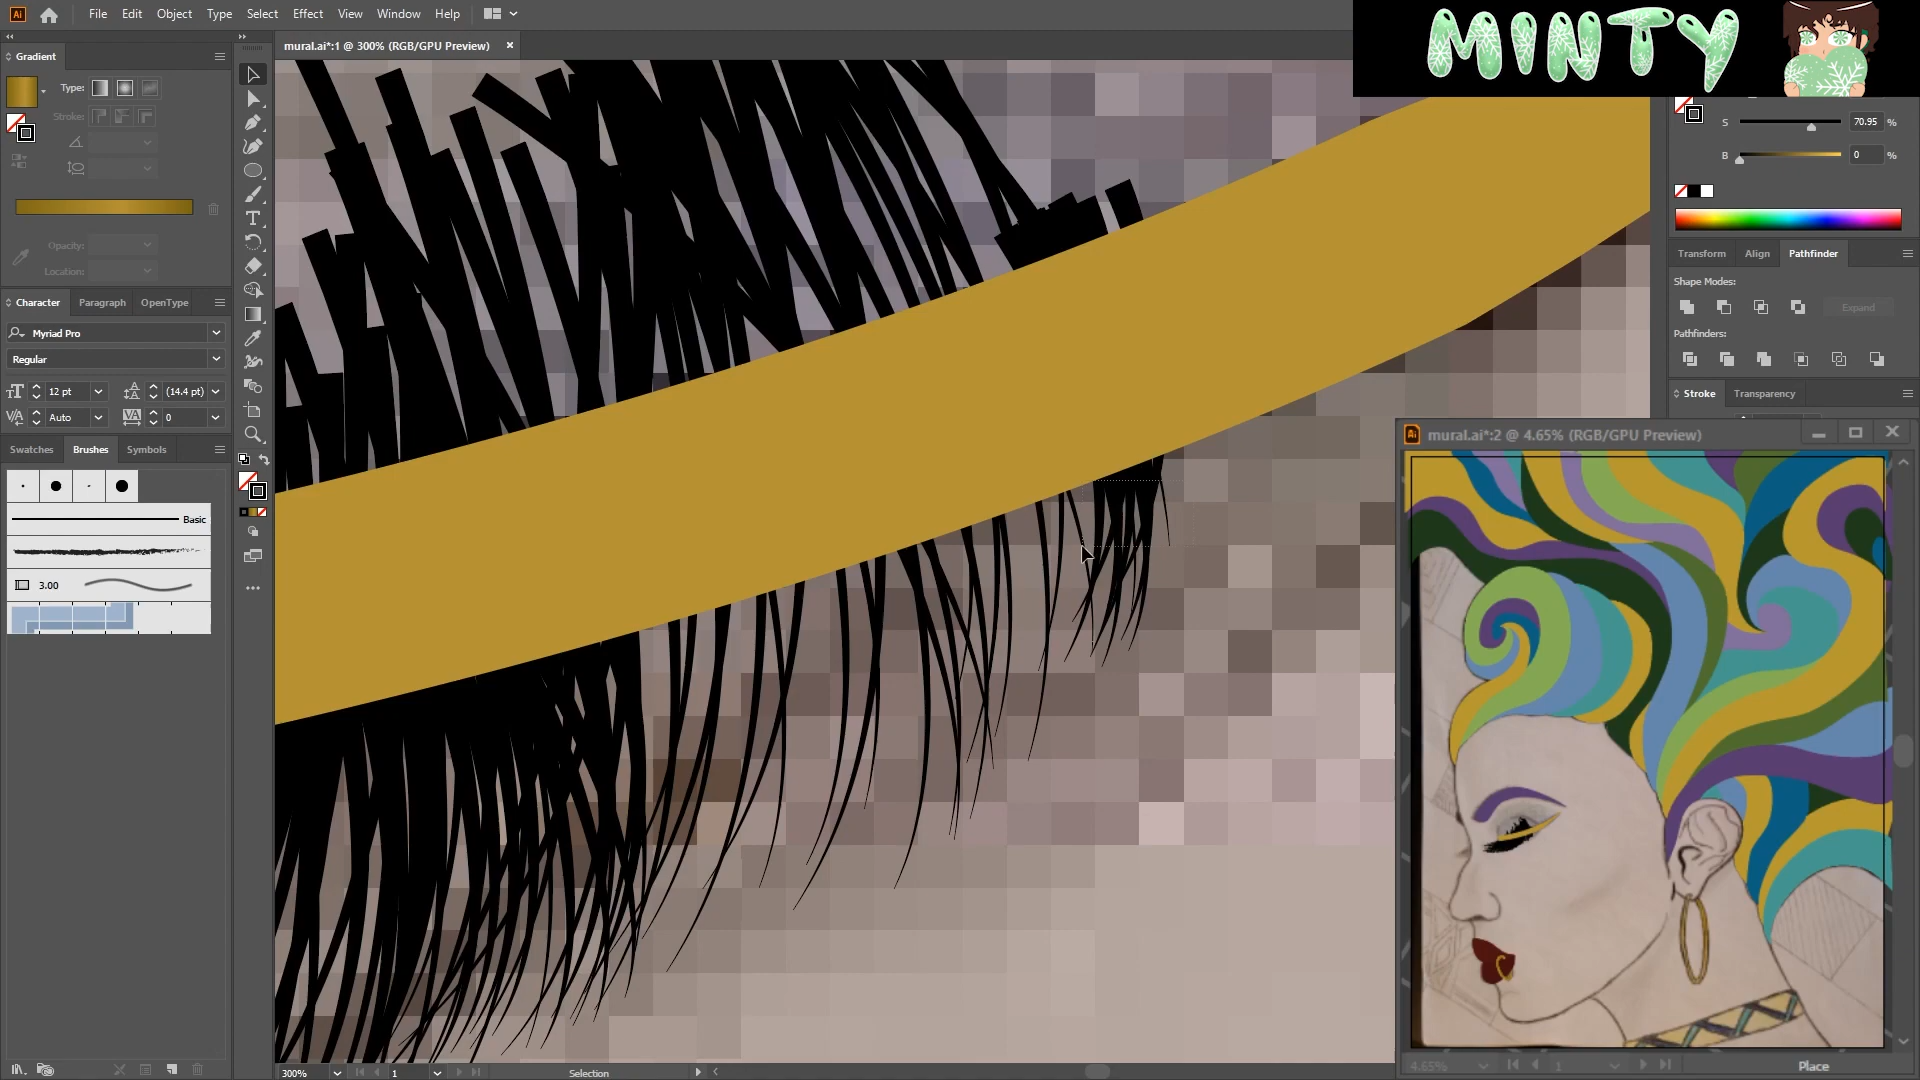 File Edit Object Type Select Effect View Window Help
MINTY
Gradient
mural.ai*:1 @ 300% (RGB/GPU Preview)
Type:
Stroke:
S 70.95 %
B 0 %
Opacity:
Location:
Transform Align Pathfinder
Shape Modes:
Expand
Pathfinders:
Character Paragraph OpenType
Myriad Pro
Regular
12 pt (14.4 pt)
Auto 0
Stroke Transparency
Swatches Brushes Symbols
mural.ai*:2 @ 4.65% (RGB/GPU Preview)
Basic
3.00
300% 1 Selection
4.65% 1 Place